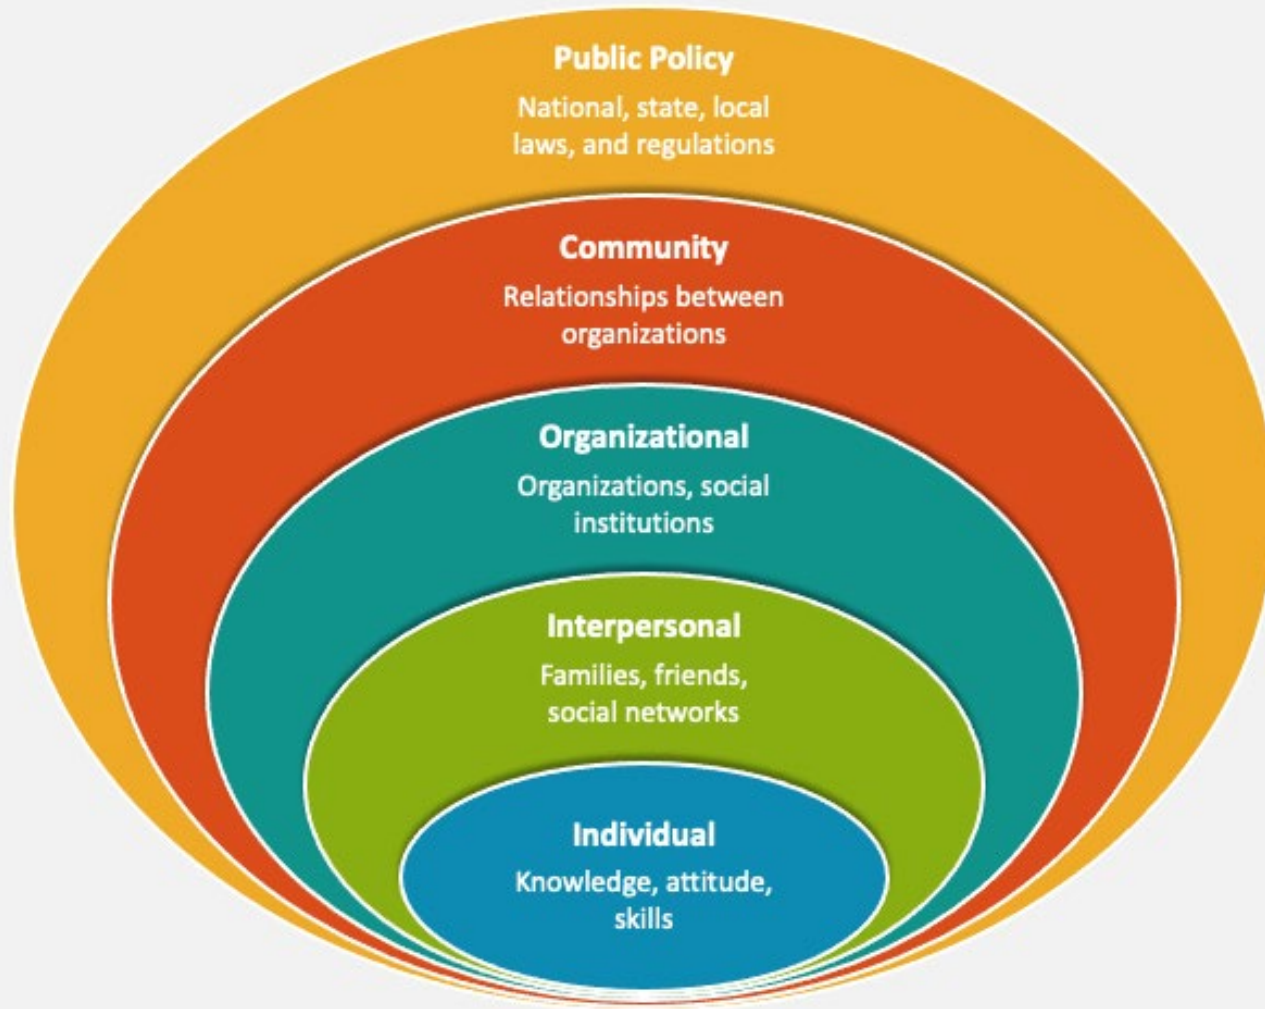 Public Policy
National, state, local
laws, and regulations
Community
Relationships between
organizations
Organizational
Organizations, social
institutions
Interpersonal
Families, friends,
social networks
Individual
Knowledge, attitude,
skills